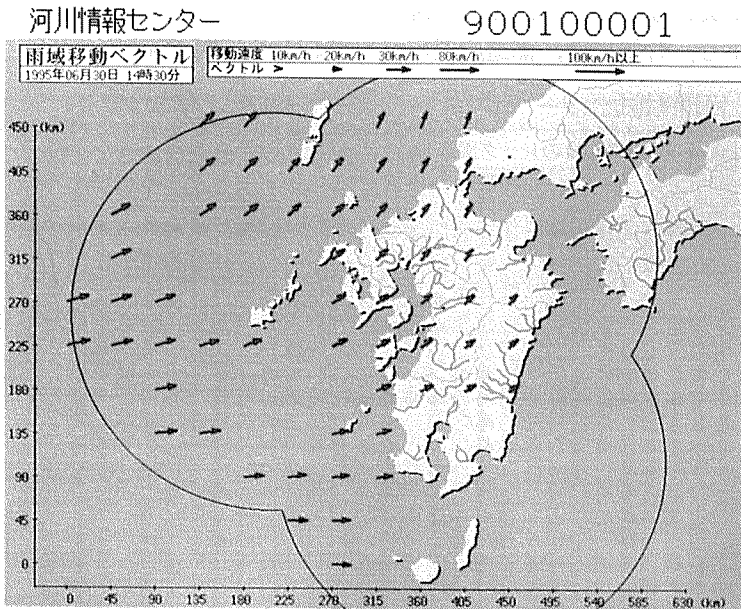 河川情報センター 900100001
雨域移動ベクトル
1995年06月30日 14時30分
移動速度 10km/h 20km/h 30km/h 80km/h 100km/h以上
ベクトル
450 (km)
405
360
315
270
225
180
135
90
45
0
0 45 90 135 180 225 270 315 360 405 450 495 540 585 630 (km)